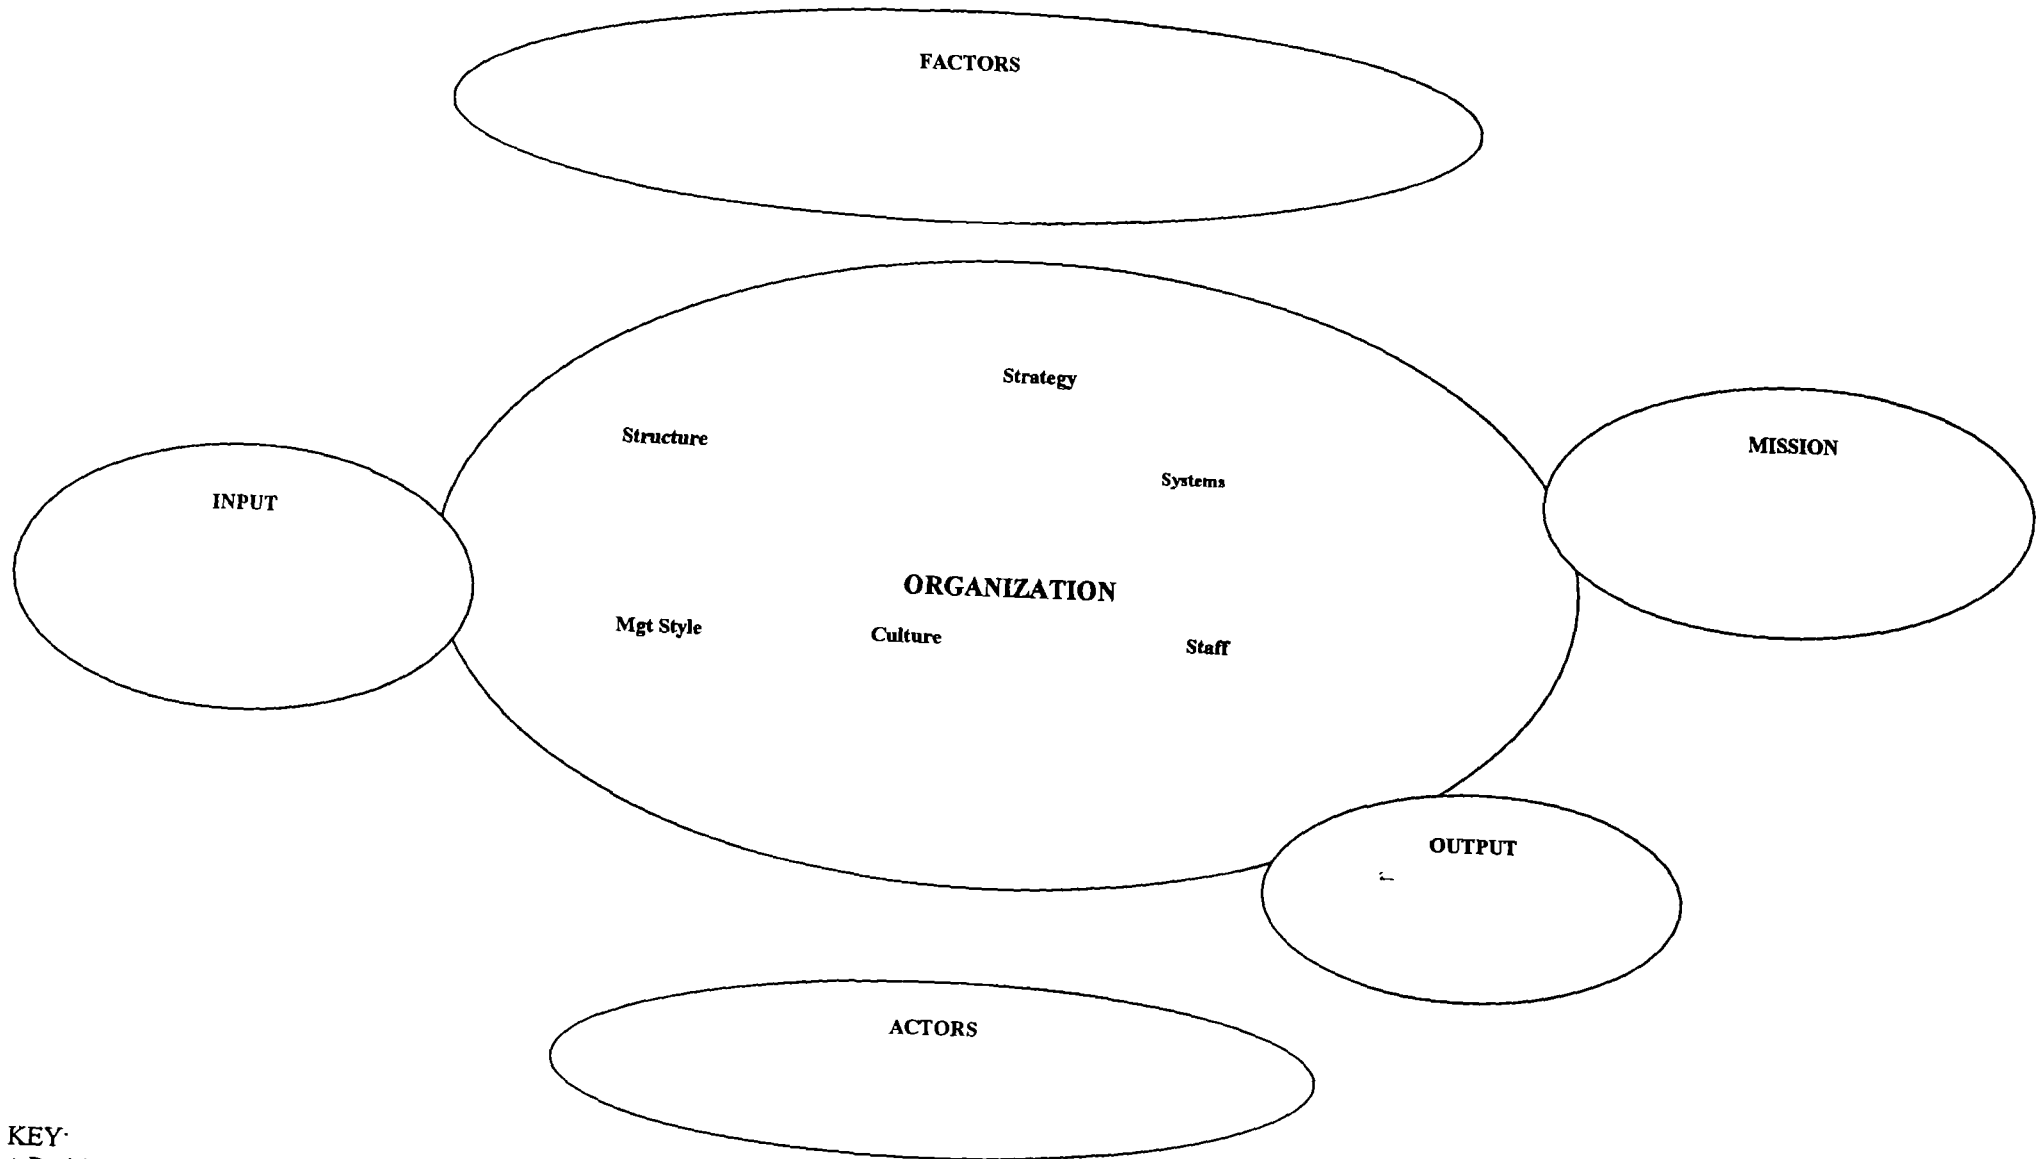 FACTORS
Strategy
Structure
MISSION
Systems
INPUT
ORGANIZATION
Mgt Style
Culture
Staff
OUTPUT
ACTORS
KEY